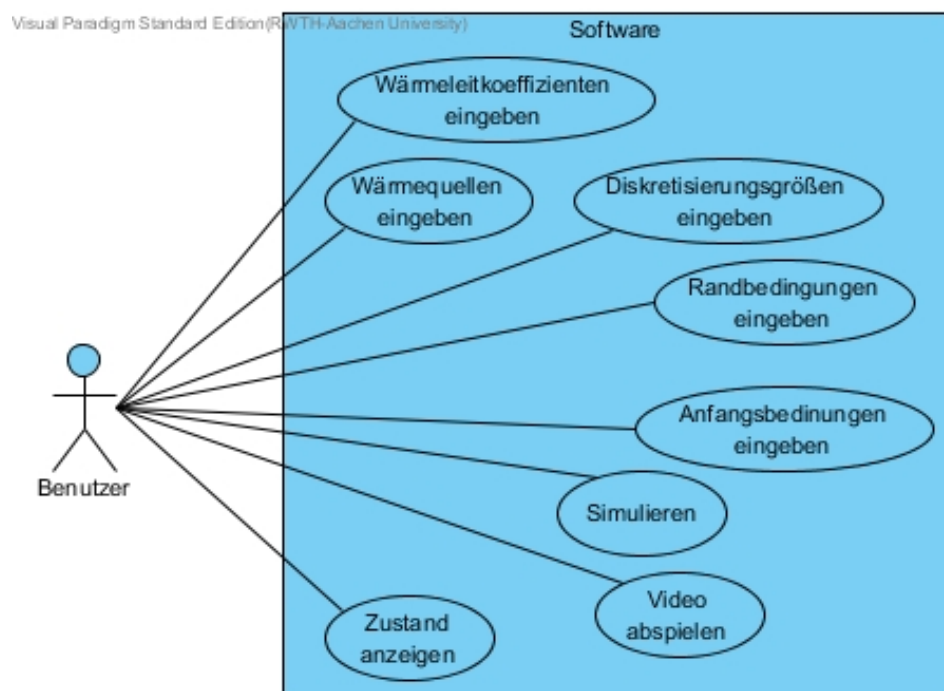 Visual Paradigm Standard Edition(RWTH-Aachen University)
Software
Wärmeleitkoeffizienten
eingeben
Wärmequellen
eingeben
Diskretisierungsgrößen
eingeben
Randbedingungen
eingeben
Anfangsbedinungen
eingeben
Benutzer
Simulieren
Video
abspielen
Zustand
anzeigen